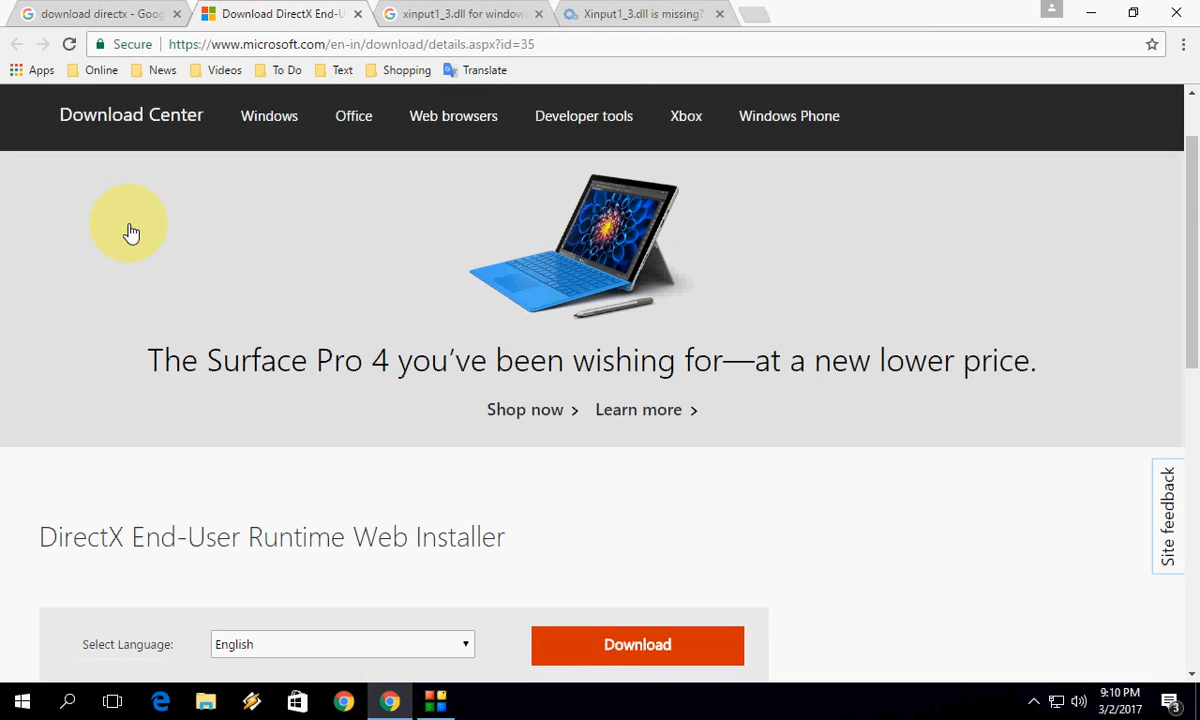 download directx - Goog
Download DirectX End-U
xinput1_3.dll for window
Xinput1_3.dll is missing?
Secure
https://www.microsoft.com/en-in/download/details.aspx?id=35
Apps
Online
News
Videos
To Do
Text
Shopping
Translate
Download Center
Windows
Office
Web browsers
Developer tools
Xbox
Windows Phone
The Surface Pro 4 you’ve been wishing for—at a new lower price.
Shop now >
Learn more >
Site feedback
DirectX End-User Runtime Web Installer
Select Language:
English
Download
9:10 PM
3/2/2017
3